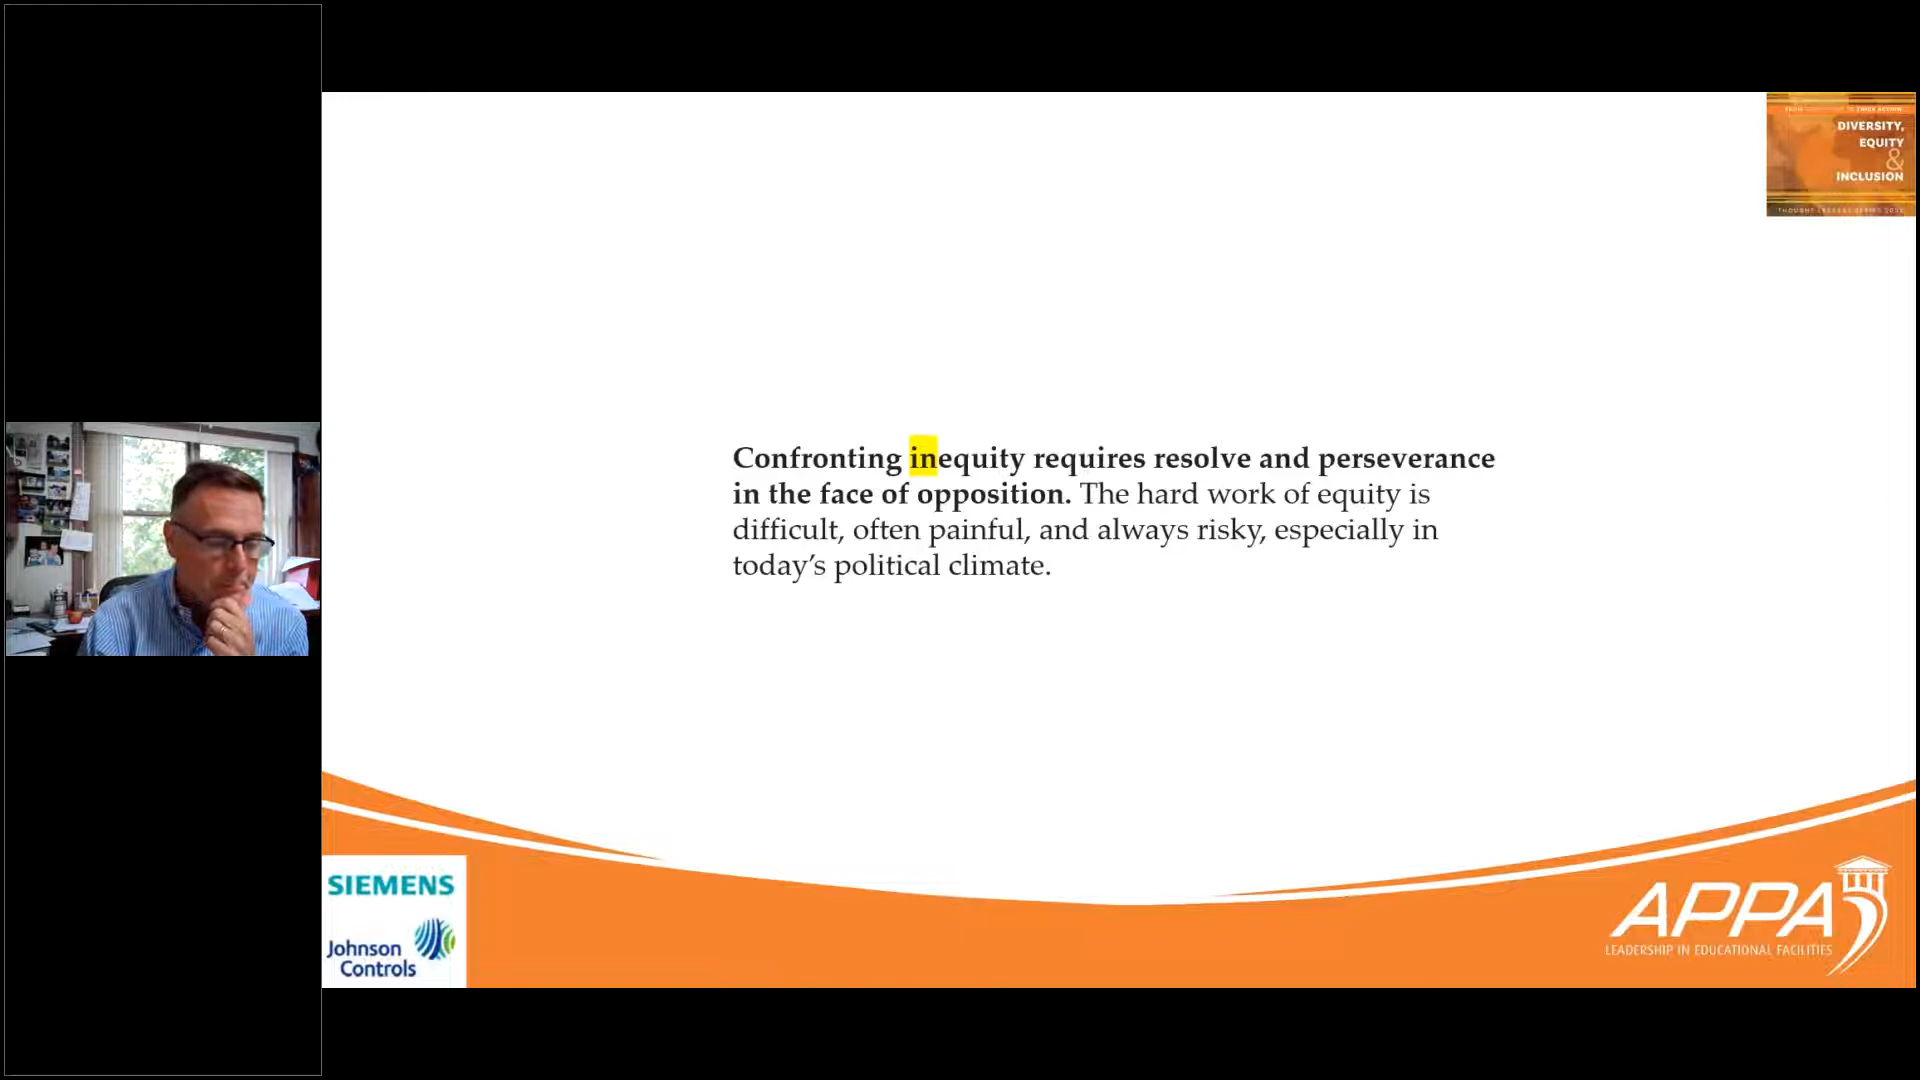 DIVERSITY,
EQUITY
&
INCLUSION
Confronting inequity requires resolve and perseverance
in the face of opposition. The hard work of equity is
difficult, often painful, and always risky, especially in
today’s political climate.
SIEMENS
Johnson
Controls
APPA
LEADERSHIP IN EDUCATIONAL FACILITIES